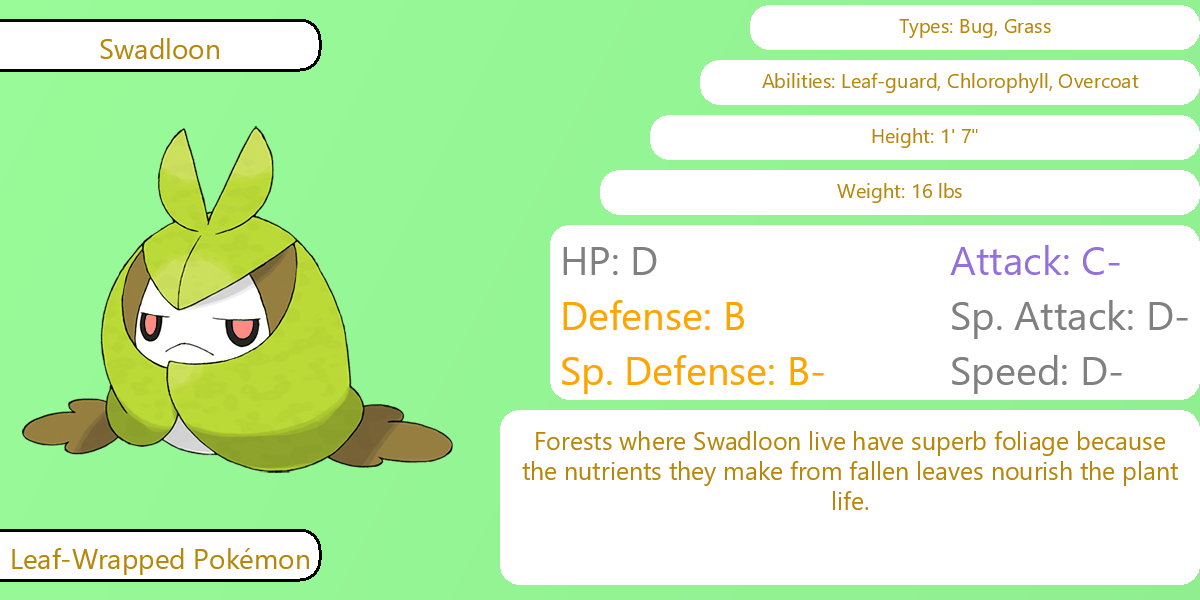 Swadloon
Types: Bug, Grass
Abilities: Leaf-guard, Chlorophyll, Overcoat
Height: 1' 7"
Weight: 16 lbs
HP: D
Attack: C-
Defense: B
Sp. Attack: D-
Sp. Defense: B-
Speed: D-
Forests where Swadloon live have superb foliage because
the nutrients they make from fallen leaves nourish the plant
life.
Leaf-Wrapped Pokémon